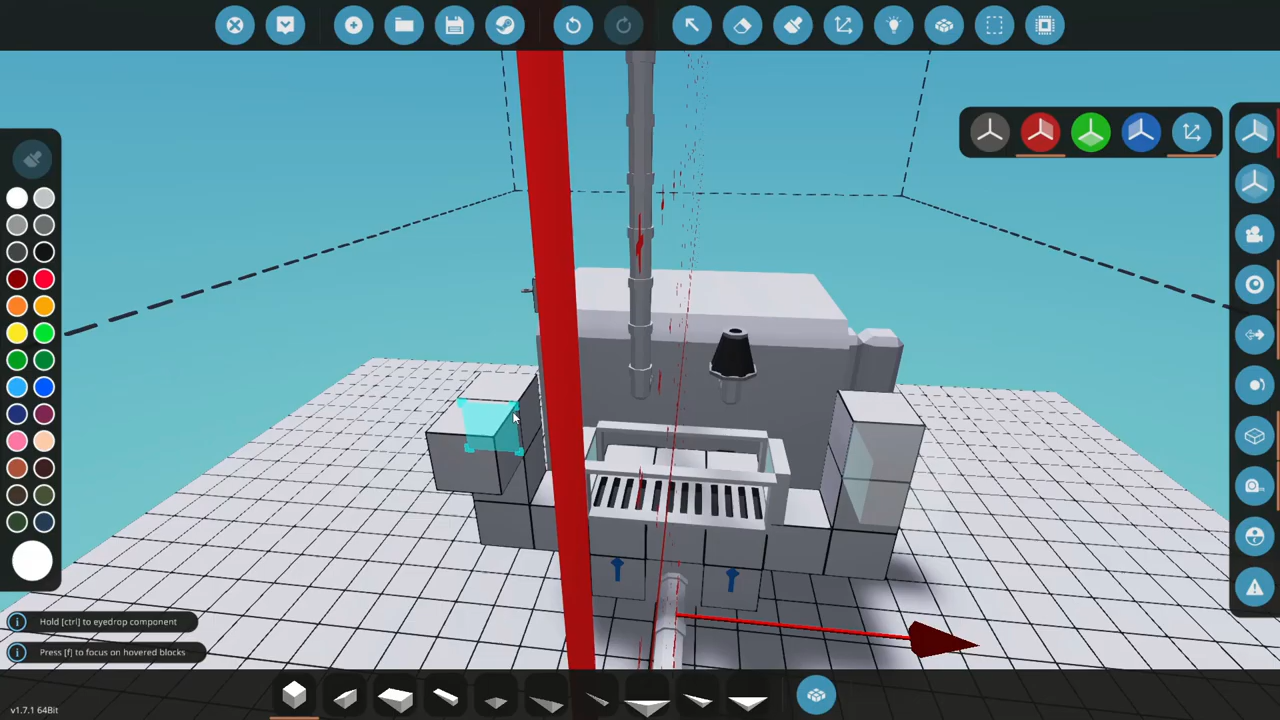 Hold [ctrl] to eyedrop component
Press [f] to focus on hovered blocks
v1.7.1 64Bit